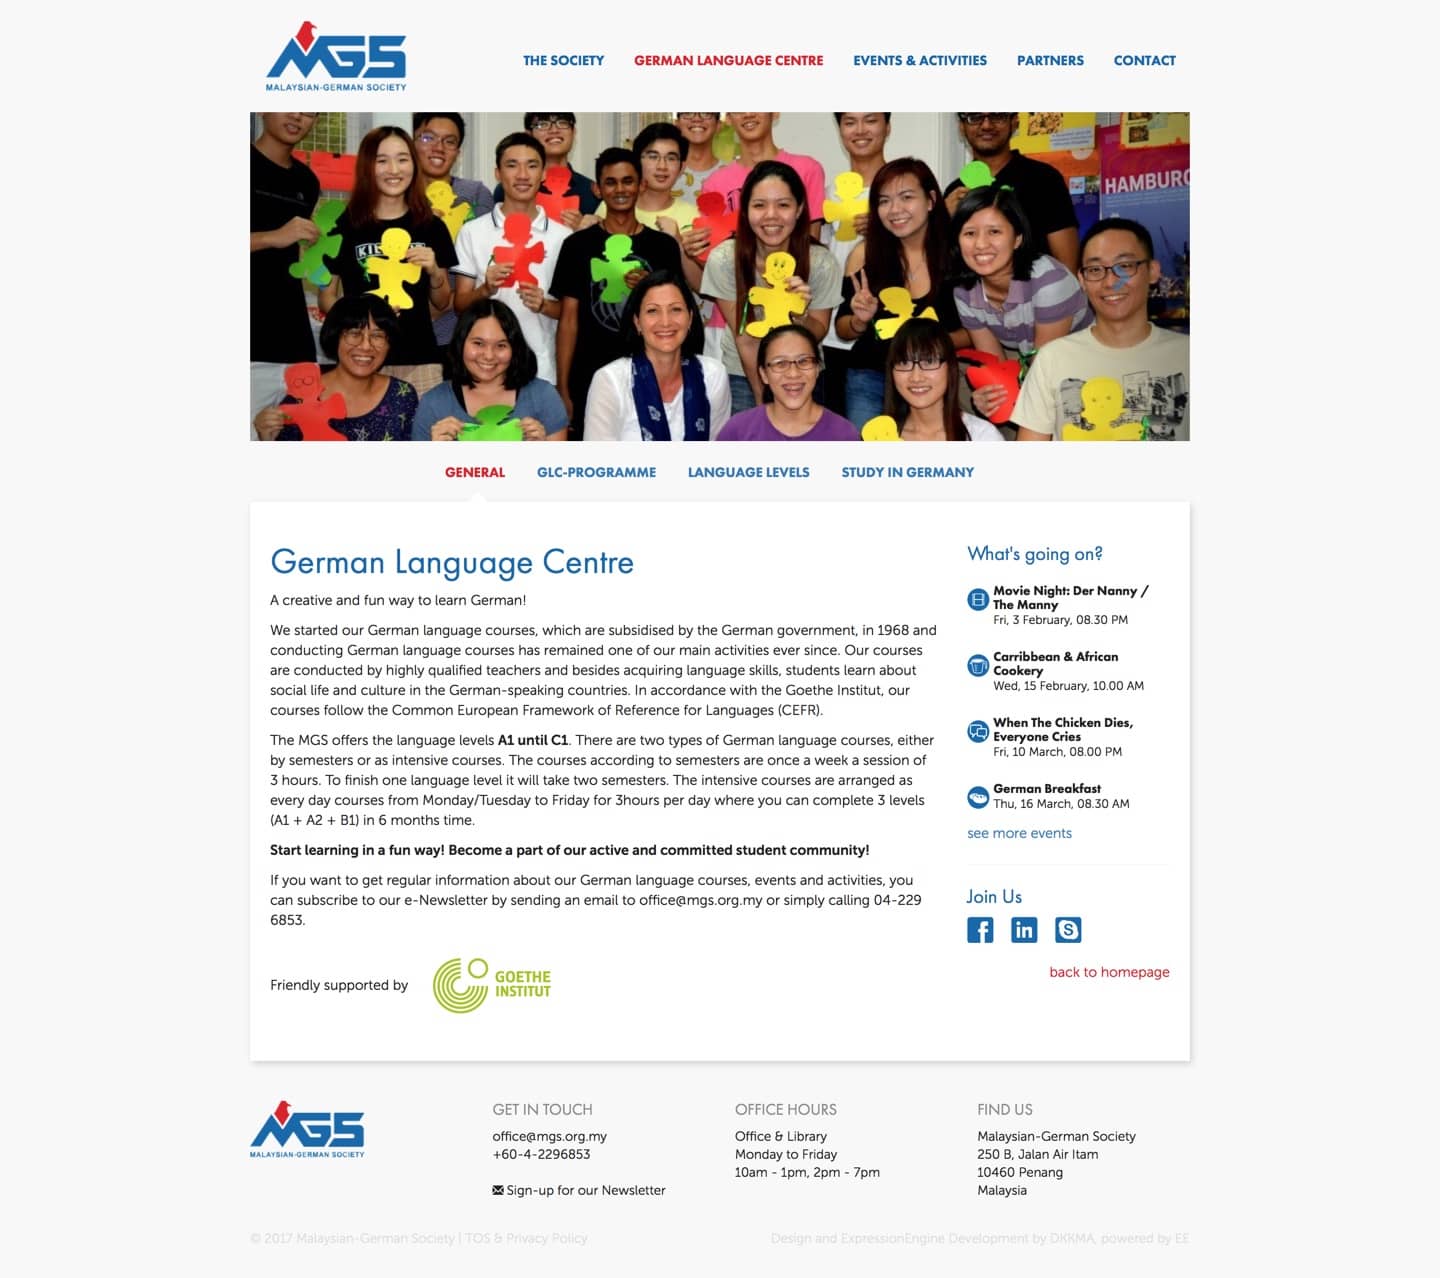 MGS
MALAYSIAN-GERMAN SOCIETY
THE SOCIETY
GERMAN LANGUAGE CENTRE
EVENTS & ACTIVITIES
PARTNERS
CONTACT
HAMBURG
GENERAL
GLC-PROGRAMME
LANGUAGE LEVELS
STUDY IN GERMANY
German Language Centre
A creative and fun way to learn German!
We started our German language courses, which are subsidised by the German government, in 1968 and
conducting German language courses has remained one of our main activities ever since. Our courses
are conducted by highly qualified teachers and besides acquiring language skills, students learn about
social life and culture in the German-speaking countries. In accordance with the Goethe Institut, our
courses follow the Common European Framework of Reference for Languages (CEFR).
The MGS offers the language levels A1 until C1. There are two types of German language courses, either
by semesters or as intensive courses. The courses according to semesters are once a week a session of
3 hours. To finish one language level it will take two semesters. The intensive courses are arranged as
every day courses from Monday/Tuesday to Friday for 3hours per day where you can complete 3 levels
(A1 + A2 + B1) in 6 months time.
Start learning in a fun way! Become a part of our active and committed student community!
If you want to get regular information about our German language courses, events and activities, you
can subscribe to our e-Newsletter by sending an email to office@mgs.org.my or simply calling 04-229
6853.
Friendly supported by
GOETHE
INSTITUT
What's going on?
Movie Night: Der Nanny /
The Manny
Fri, 3 February, 08.30 PM
Carribbean & African
Cookery
Wed, 15 February, 10.00 AM
When The Chicken Dies,
Everyone Cries
Fri, 10 March, 08.00 PM
German Breakfast
Thu, 16 March, 08.30 AM
see more events
Join Us
back to homepage
MGS
MALAYSIAN-GERMAN SOCIETY
GET IN TOUCH
office@mgs.org.my
+60-4-2296853
Sign-up for our Newsletter
OFFICE HOURS
Office & Library
Monday to Friday
10am - 1pm, 2pm - 7pm
FIND US
Malaysian-German Society
250 B, Jalan Air Itam
10460 Penang
Malaysia
© 2017 Malaysian-German Society | TOS & Privacy Policy
Design and ExpressionEngine Development by DKKMA, powered by EE